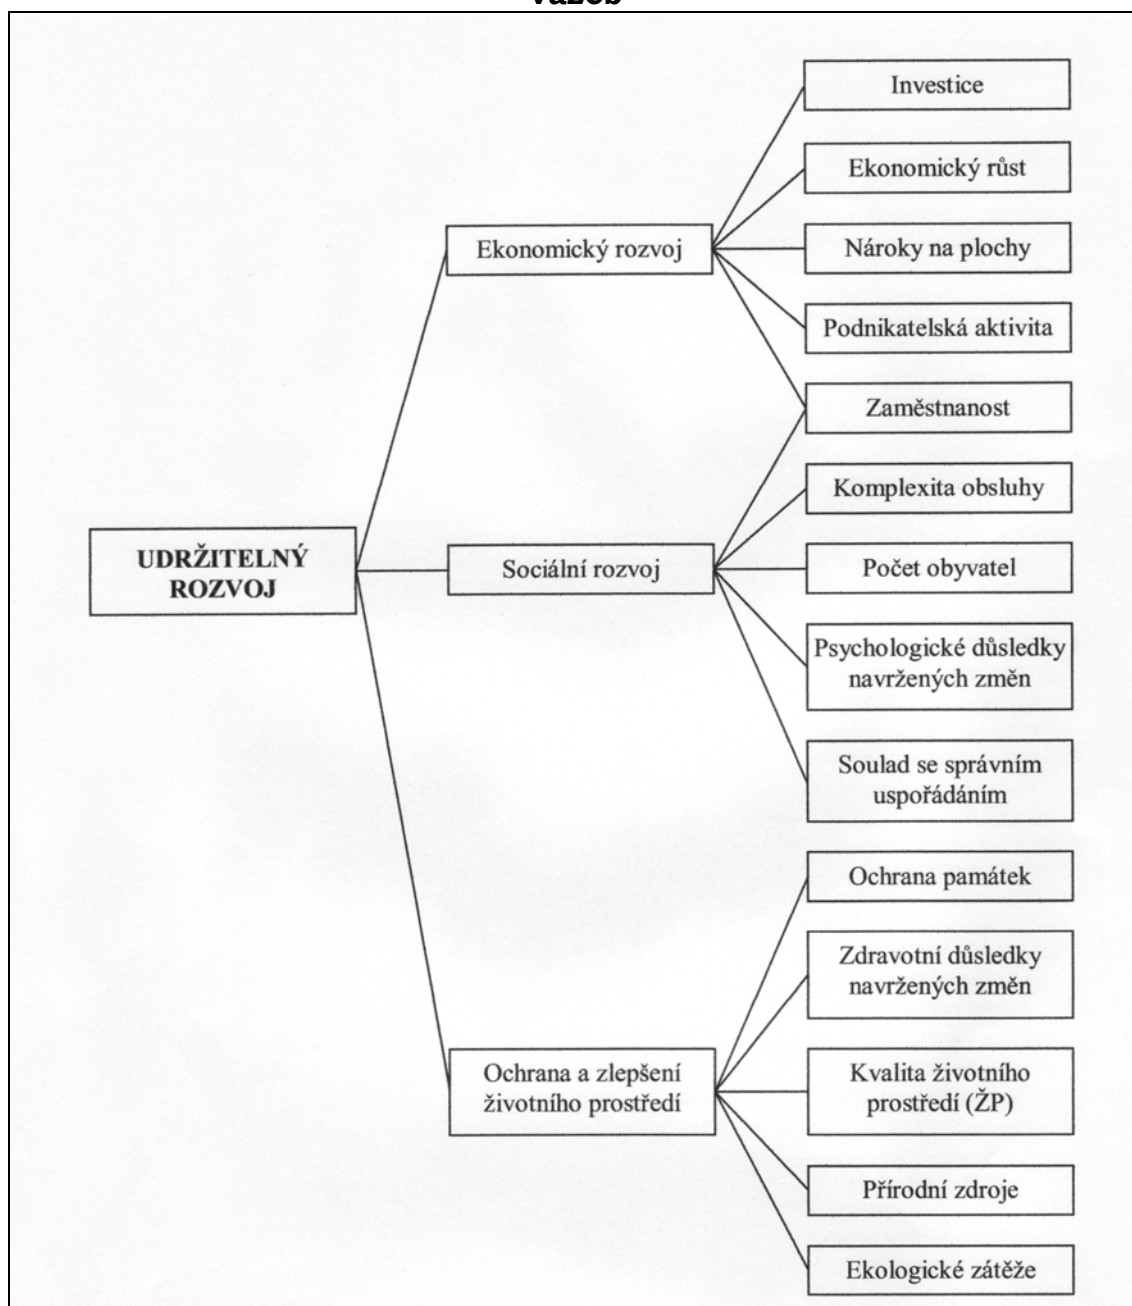 vazeb
Investice
Ekonomický růst
Ekonomický rozvoj
Nároky na plochy
Podnikatelská aktivita
Zaměstnanost
Komplexita obsluhy
UDRŽITELNÝ
ROZVOJ
Sociální rozvoj
Počet obyvatel
Psychologické důsledky
navržených změn
Soulad se správním
uspořádáním
Ochrana památek
Zdravotní důsledky
navržených změn
Ochrana a zlepšení
životního prostředí
Kvalita životního
prostředí (ŽP)
Přírodní zdroje
Ekologické zátěže